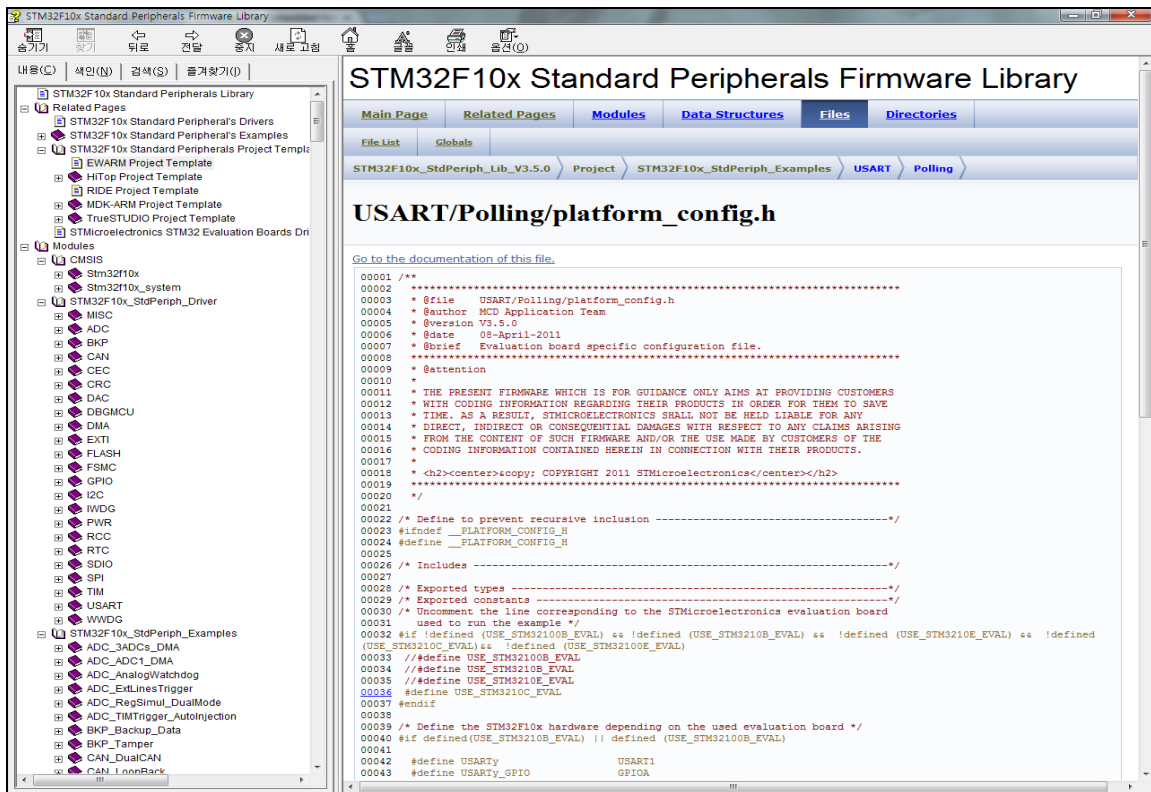 STM32F10x Standard Peripherals Firmware Library
숨기기 찾기 뒤로 전달 중지 새로 고침 홈 글꼴 인쇄 옵션(O)
내용(C) 색인(N) 검색(S) 즐겨찾기(I)
STM32F10x Standard Peripherals Library
Related Pages
STM32F10x Standard Peripheral's Drivers
STM32F10x Standard Peripheral's Examples
STM32F10x Standard Peripherals Project Templa
EWARM Project Template
HiTop Project Template
RIDE Project Template
MDK-ARM Project Template
TrueSTUDIO Project Template
STMicroelectronics STM32 Evaluation Boards Dri
Modules
CMSIS
Stm32f10x
Stm32f10x_system
STM32F10x_StdPeriph_Driver
MISC
ADC
BKP
CAN
CEC
CRC
DAC
DBGMCU
DMA
EXTI
FLASH
FSMC
GPIO
I2C
IWDG
PWR
RCC
RTC
SDIO
SPI
TIM
USART
WWDG
STM32F10x_StdPeriph_Examples
ADC_3ADCs_DMA
ADC_ADC1_DMA
ADC_AnalogWatchdog
ADC_ExtLinesTrigger
ADC_RegSimul_DualMode
ADC_TIMTrigger_AutoInjection
BKP_Backup_Data
BKP_Tamper
CAN_DualCAN
CAN_LoopBack
STM32F10x Standard Peripherals Firmware Library
Main Page Related Pages Modules Data Structures Files Directories
File List Globals
STM32F10x_StdPeriph_Lib_V3.5.0 Project STM32F10x_StdPeriph_Examples USART Polling
USART/Polling/platform_config.h
Go to the documentation of this file.
00001 /**
00002 ******************************************************************************
00003 * @file USART/Polling/platform_config.h
00004 * @author MCD Application Team
00005 * @version V3.5.0
00006 * @date 08-April-2011
00007 * @brief Evaluation board specific configuration file.
00008 ******************************************************************************
00009 * @attention
00010 *
00011 * THE PRESENT FIRMWARE WHICH IS FOR GUIDANCE ONLY AIMS AT PROVIDING CUSTOMERS
00012 * WITH CODING INFORMATION REGARDING THEIR PRODUCTS IN ORDER FOR THEM TO SAVE
00013 * TIME. AS A RESULT, STMICROELECTRONICS SHALL NOT BE HELD LIABLE FOR ANY
00014 * DIRECT, INDIRECT OR CONSEQUENTIAL DAMAGES WITH RESPECT TO ANY CLAIMS ARISING
00015 * FROM THE CONTENT OF SUCH FIRMWARE AND/OR THE USE MADE BY CUSTOMERS OF THE
00016 * CODING INFORMATION CONTAINED HEREIN IN CONNECTION WITH THEIR PRODUCTS.
00017 *
00018 * <h2><center>&copy; COPYRIGHT 2011 STMicroelectronics</center></h2>
00019 ******************************************************************************
00020 */
00021
00022 /* Define to prevent recursive inclusion -------------------------------------*/
00023 #ifndef __PLATFORM_CONFIG_H
00024 #define __PLATFORM_CONFIG_H
00025
00026 /* Includes ------------------------------------------------------------------*/
00027
00028 /* Exported types ------------------------------------------------------------*/
00029 /* Exported constants --------------------------------------------------------*/
00030 /* Uncomment the line corresponding to the STMicroelectronics evaluation board
00031 used to run the example */
00032 #if !defined (USE_STM32100B_EVAL) && !defined (USE_STM3210B_EVAL) && !defined (USE_STM3210E_EVAL) && !defined
(USE_STM3210C_EVAL)&& !defined (USE_STM32100E_EVAL)
00033 //#define USE_STM32100B_EVAL
00034 //#define USE_STM3210B_EVAL
00035 //#define USE_STM3210E_EVAL
00036 #define USE_STM3210C_EVAL
00037 #endif
00038
00039 /* Define the STM32F10x hardware depending on the used evaluation board */
00040 #if defined(USE_STM3210B_EVAL) || defined (USE_STM32100B_EVAL)
00041
00042 #define USARTy USART1
00043 #define USARTy_GPIO GPIOA